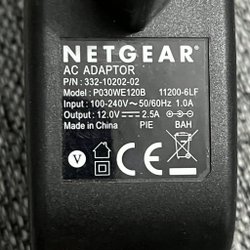 NETGEAR®
AC ADAPTOR
P/N : 332-10202-02
Model : P030WE120B 11200-6LF
Input : 100-240V~50/60Hz 1.0A
Output : 12.0V⎓2.5A
Made in China PIE BAH
V
CE